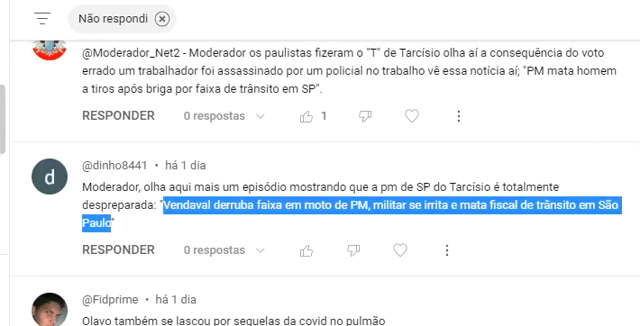 Não respondi
@Moderador_Net2 - Moderador os paulistas fizeram o "T" de Tarcísio olha aí a consequência do voto
errado um trabalhador foi assassinado por um policial no trabalho vê essa notícia aí; "PM mata homem
a tiros após briga por faixa de trânsito em SP".
RESPONDER 0 respostas 1
d @dinho8441 • há 1 dia
Moderador, olha aqui mais um episódio mostrando que a pm de SP do Tarcísio é totalmente
despreparada: "Vendaval derruba faixa em moto de PM, militar se irrita e mata fiscal de trânsito em São
Paulo"
RESPONDER 0 respostas
@Fidprime • há 1 dia
Olavo também se lascou por sequelas da covid no pulmão